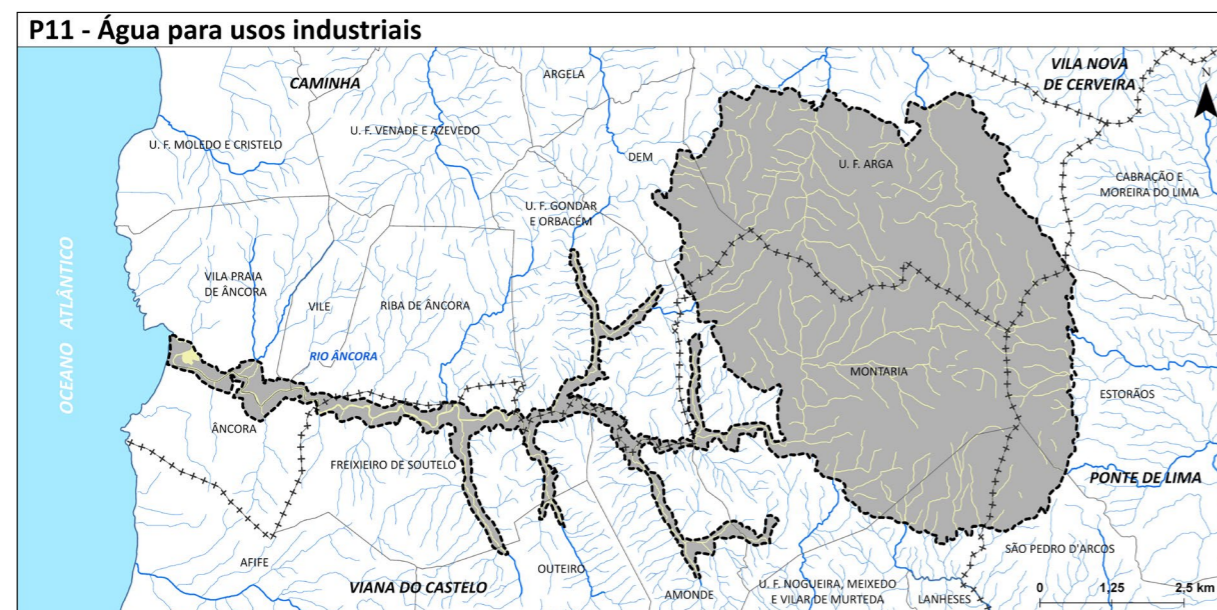 P11 - Água para usos industriais
VILA NOVA
DE CERVEIRA
N
ARGELA
CAMINHA
U. F. VENADE E AZEVEDO
U. F. MOLEDO E CRISTELO
DEM
U. F. ARGA
CABRAÇÃO E
MOREIRA DO LIMA
U. F. GONDAR
E ORBACÉM
OCEANO ATLÂNTICO
VILA PRAIA
DE ÂNCORA
VILE
RIBA DE ÂNCORA
RIO ÂNCORA
MONTARIA
ESTORÃOS
ÂNCORA
FREIXIEIRO DE SOUTELO
PONTE DE LIMA
SÃO PEDRO D'ARCOS
AFIFE
OUTEIRO
VIANA DO CASTELO
AMONDE
U. F. NOGUEIRA, MEIXEDO
E VILAR DE MURTEDA
LANHESES
0 1,25 2,5 km